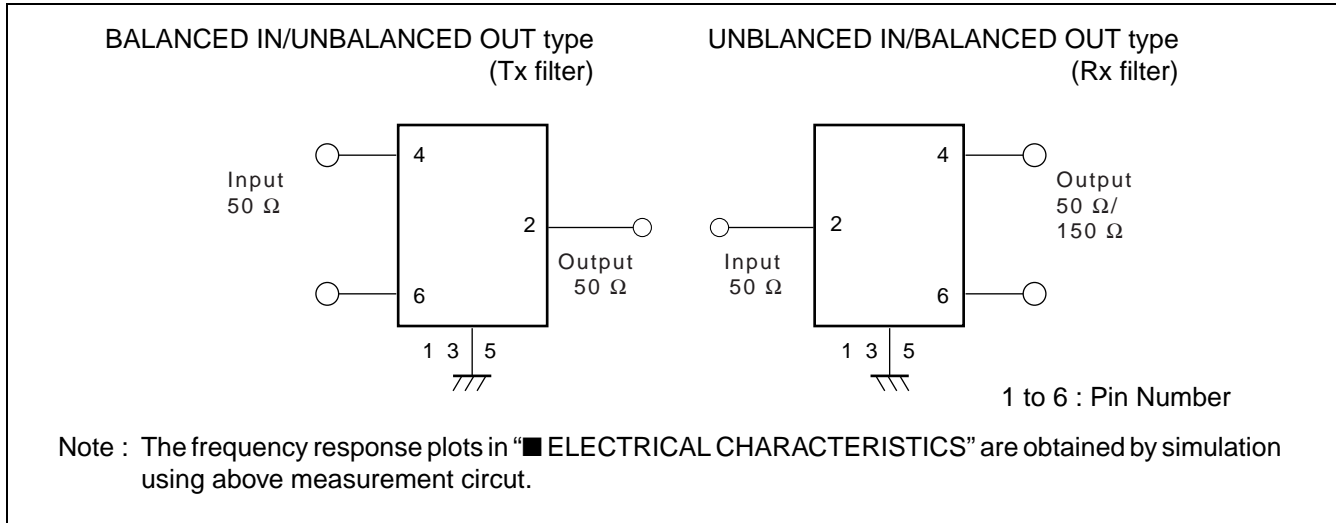 BALANCED IN/UNBALANCED OUT type
(Tx filter)
4
Input
50 Ω
2
Output
50 Ω
6
1 3 5
UNBLANCED IN/BALANCED OUT type
(Rx filter)
4
Output
50 Ω/
150 Ω
2
Input
50 Ω
6
1 3 5
1 to 6 : Pin Number
Note : The frequency response plots in “■ ELECTRICAL CHARACTERISTICS” are obtained by simulation
using above measurement circut.